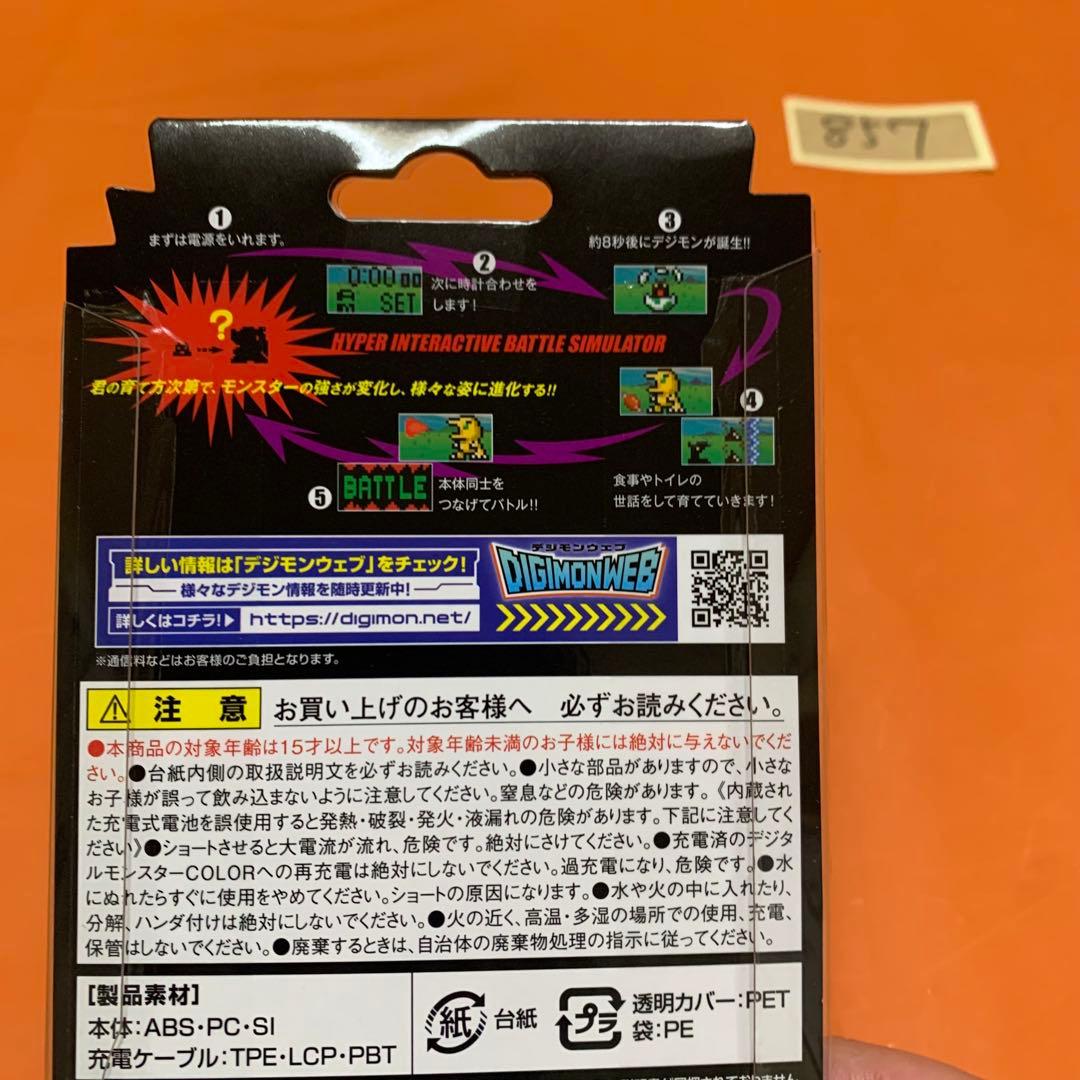 857
❶
まずは電源をいれます。
0:00 00
AM SET
❷
次に時計合わせを
します!
❸
約8秒後にデジモンが誕生!!
?
HYPER INTERACTIVE BATTLE SIMULATOR
君の育て方次第で、モンスターの強さが変化し、様々な姿に進化する!!
❹
食事やトイレの
世話をして育てていきます!
❺
BATTLE
本体同士を
つなげてバトル!!
詳しい情報は「デジモンウェブ」をチェック!
様々なデジモン情報を随時更新中!
詳しくはコチラ!▶ https://digimon.net/
デジモンウェブ
DIGIMONWEB
※通信料などはお客様のご負担となります。
⚠ 注 意 お買い上げのお客様へ 必ずお読みください。
●本商品の対象年齢は15才以上です。対象年齢未満のお子様には絶対に与えないでくだ
さい。●台紙内側の取扱説明文を必ずお読みください。●小さな部品がありますので、小さな
お子様が誤って飲み込まないように注意してください。窒息などの危険があります。《内蔵され
た充電式電池を誤使用すると発熱・破裂・発火・液漏れの危険があります。下記に注意してく
ださい》●ショートさせると大電流が流れ、危険です。絶対にさけてください。●充電済のデジタ
ルモンスターCOLORへの再充電は絶対にしないでください。過充電になり、危険です。●水
にぬれたらすぐに使用をやめてください。ショートの原因になります。●水や火の中に入れたり、
分解、ハンダ付けは絶対にしないでください。●火の近く、高温・多湿の場所での使用、充電、
保管はしないでください。●廃棄するときは、自治体の廃棄物処理の指示に従ってください。
[製品素材]
本体:ABS・PC・SI
充電ケーブル:TPE・LCP・PBT
紙 台紙
プラ
透明カバー:PET
袋:PE